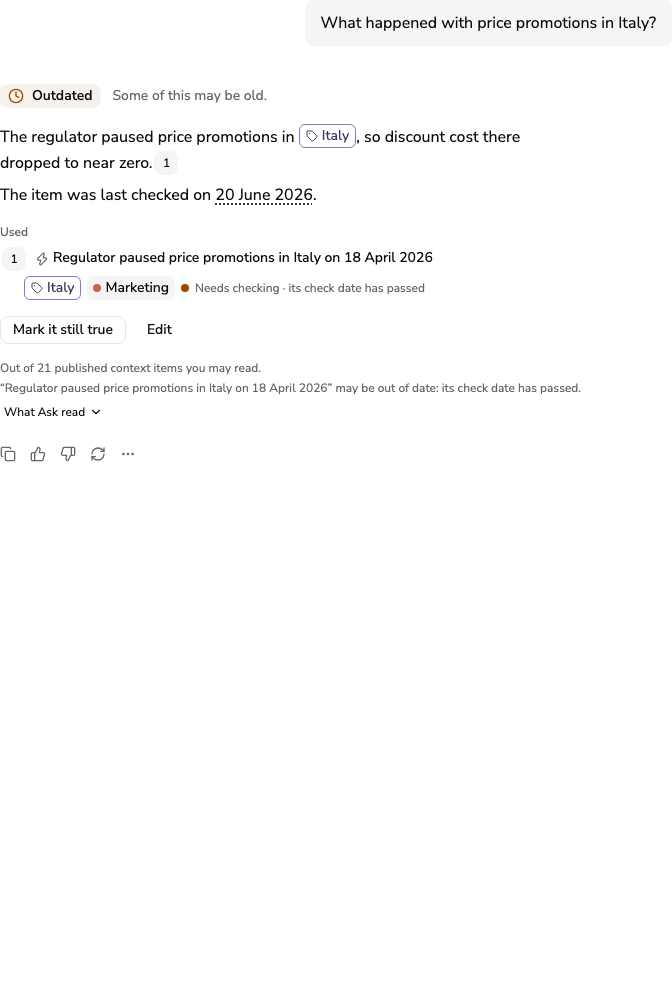 What happened with price promotions in Italy?
Outdated Some of this may be old.
The regulator paused price promotions in Italy, so discount cost there
dropped to near zero. 1
The item was last checked on 20 June 2026.
Used
1 Regulator paused price promotions in Italy on 18 April 2026
Italy Marketing Needs checking · its check date has passed
Mark it still true Edit
Out of 21 published context items you may read.
“Regulator paused price promotions in Italy on 18 April 2026” may be out of date: its check date has passed.
What Ask read